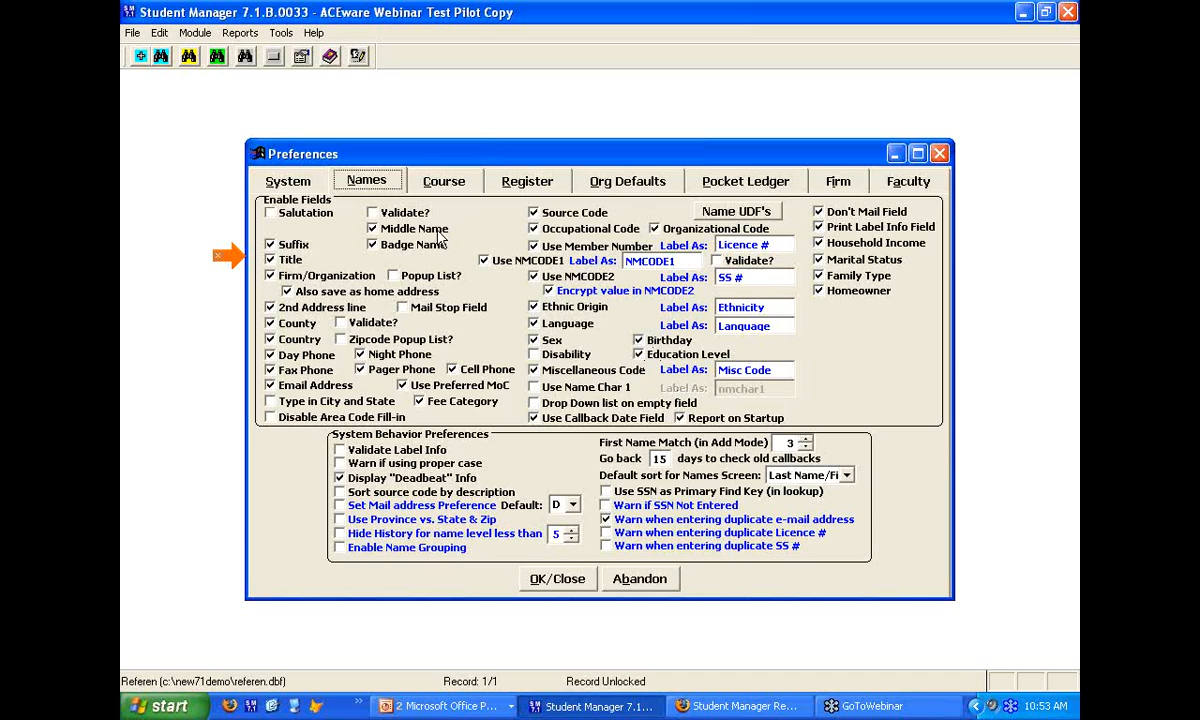 Student Manager 7.1.B.0033 - ACEware Webinar Test Pilot Copy
File Edit Module Reports Tools Help
Preferences
System Names Course Register Org Defaults Pocket Ledger Firm Faculty
Enable Fields
Salutation Validate? Source Code Name UDF's Don't Mail Field
Middle Name Occupational Code Organizational Code Print Label Info Field
Suffix Badge Name Use Member Number Label As: Licence # Household Income
Title Use NMCODE1 Label As: NMCODE1 Validate? Marital Status
Firm/Organization Popup List? Use NMCODE2 Label As: SS # Family Type
Also save as home address Encrypt value in NMCODE2 Homeowner
2nd Address line Mail Stop Field Ethnic Origin Label As: Ethnicity
County Validate? Language Label As: Language
Country Zipcode Popup List? Sex Birthday
Day Phone Night Phone Disability Education Level
Fax Phone Pager Phone Cell Phone Miscellaneous Code Label As: Misc Code
Email Address Use Preferred MoC Use Name Char 1 Label As: nmchar1
Type in City and State Fee Category Drop Down list on empty field
Disable Area Code Fill-in Use Callback Date Field Report on Startup
System Behavior Preferences
Validate Label Info First Name Match (in Add Mode) 3
Warn if using proper case Go back 15 days to check old callbacks
Display "Deadbeat" Info Default sort for Names Screen: Last Name/Fi
Sort source code by description Use SSN as Primary Find Key (in lookup)
Set Mail address Preference Default: D Warn if SSN Not Entered
Use Province vs. State & Zip Warn when entering duplicate e-mail address
Hide History for name level less than 5 Warn when entering duplicate Licence #
Enable Name Grouping Warn when entering duplicate SS #
OK/Close Abandon
Referen (c:\new71demo\referen.dbf) Record: 1/1 Record Unlocked
start 2 Microsoft Office P... Student Manager 7.1... Student Manager Re... GoToWebinar 10:53 AM